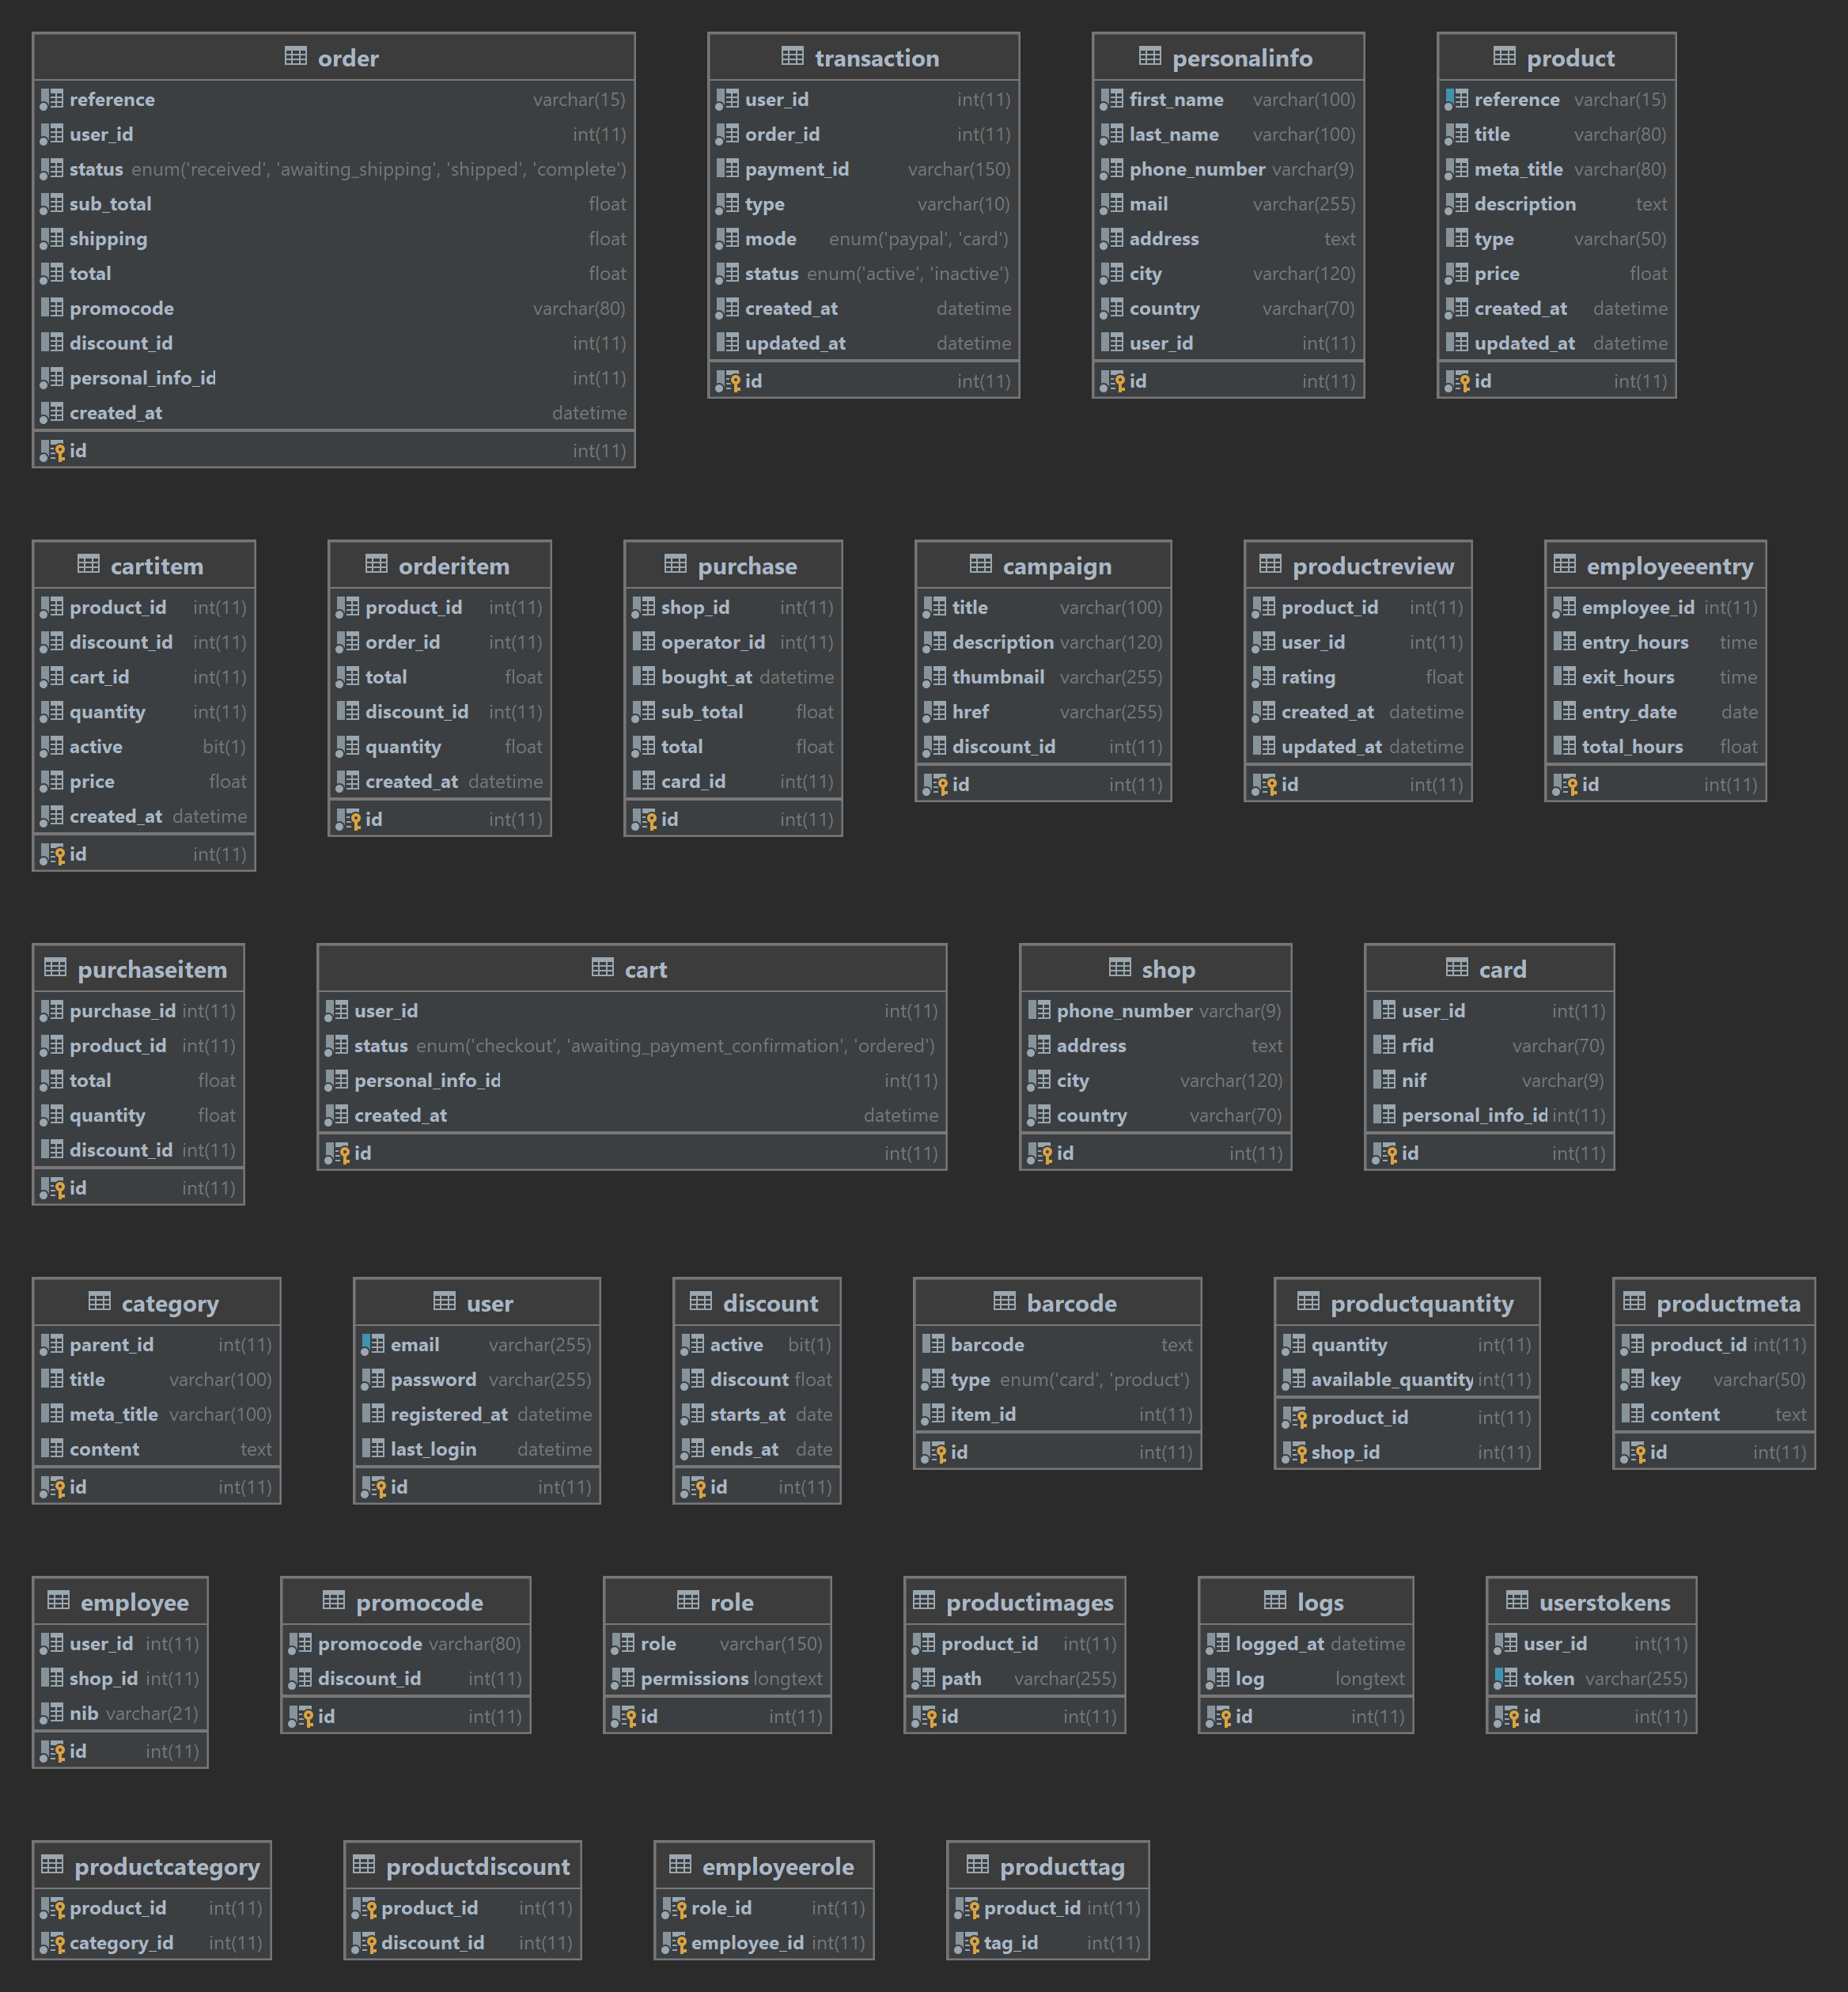 order
reference varchar(15)
user_id int(11)
status enum('received', 'awaiting_shipping', 'shipped', 'complete')
sub_total float
shipping float
total float
promocode varchar(80)
discount_id int(11)
personal_info_id int(11)
created_at datetime
id int(11)
transaction
user_id int(11)
order_id int(11)
payment_id varchar(150)
type varchar(10)
mode enum('paypal', 'card')
status enum('active', 'inactive')
created_at datetime
updated_at datetime
id int(11)
personalinfo
first_name varchar(100)
last_name varchar(100)
phone_number varchar(9)
mail varchar(255)
address text
city varchar(120)
country varchar(70)
user_id int(11)
id int(11)
product
reference varchar(15)
title varchar(80)
meta_title varchar(80)
description text
type varchar(50)
price float
created_at datetime
updated_at datetime
id int(11)
cartitem
product_id int(11)
discount_id int(11)
cart_id int(11)
quantity int(11)
active bit(1)
price float
created_at datetime
id int(11)
orderitem
product_id int(11)
order_id int(11)
total float
discount_id int(11)
quantity float
created_at datetime
id int(11)
purchase
shop_id int(11)
operator_id int(11)
bought_at datetime
sub_total float
total float
card_id int(11)
id int(11)
campaign
title varchar(100)
description varchar(120)
thumbnail varchar(255)
href varchar(255)
discount_id int(11)
id int(11)
productreview
product_id int(11)
user_id int(11)
rating float
created_at datetime
updated_at datetime
id int(11)
employeeentry
employee_id int(11)
entry_hours time
exit_hours time
entry_date date
total_hours float
id int(11)
purchaseitem
purchase_id int(11)
product_id int(11)
total float
quantity float
discount_id int(11)
id int(11)
cart
user_id int(11)
status enum('checkout', 'awaiting_payment_confirmation', 'ordered')
personal_info_id int(11)
created_at datetime
id int(11)
shop
phone_number varchar(9)
address text
city varchar(120)
country varchar(70)
id int(11)
card
user_id int(11)
rfid varchar(70)
nif varchar(9)
personal_info_id int(11)
id int(11)
category
parent_id int(11)
title varchar(100)
meta_title varchar(100)
content text
id int(11)
user
email varchar(255)
password varchar(255)
registered_at datetime
last_login datetime
id int(11)
discount
active bit(1)
discount float
starts_at date
ends_at date
id int(11)
barcode
barcode text
type enum('card', 'product')
item_id int(11)
id int(11)
productquantity
quantity int(11)
available_quantity int(11)
product_id int(11)
shop_id int(11)
productmeta
product_id int(11)
key varchar(50)
content text
id int(11)
employee
user_id int(11)
shop_id int(11)
nib varchar(21)
id int(11)
promocode
promocode varchar(80)
discount_id int(11)
id int(11)
role
role varchar(150)
permissions longtext
id int(11)
productimages
product_id int(11)
path varchar(255)
id int(11)
logs
logged_at datetime
log longtext
id int(11)
userstokens
user_id int(11)
token varchar(255)
id int(11)
productcategory
product_id int(11)
category_id int(11)
productdiscount
product_id int(11)
discount_id int(11)
employeerole
role_id int(11)
employee_id int(11)
producttag
product_id int(11)
tag_id int(11)